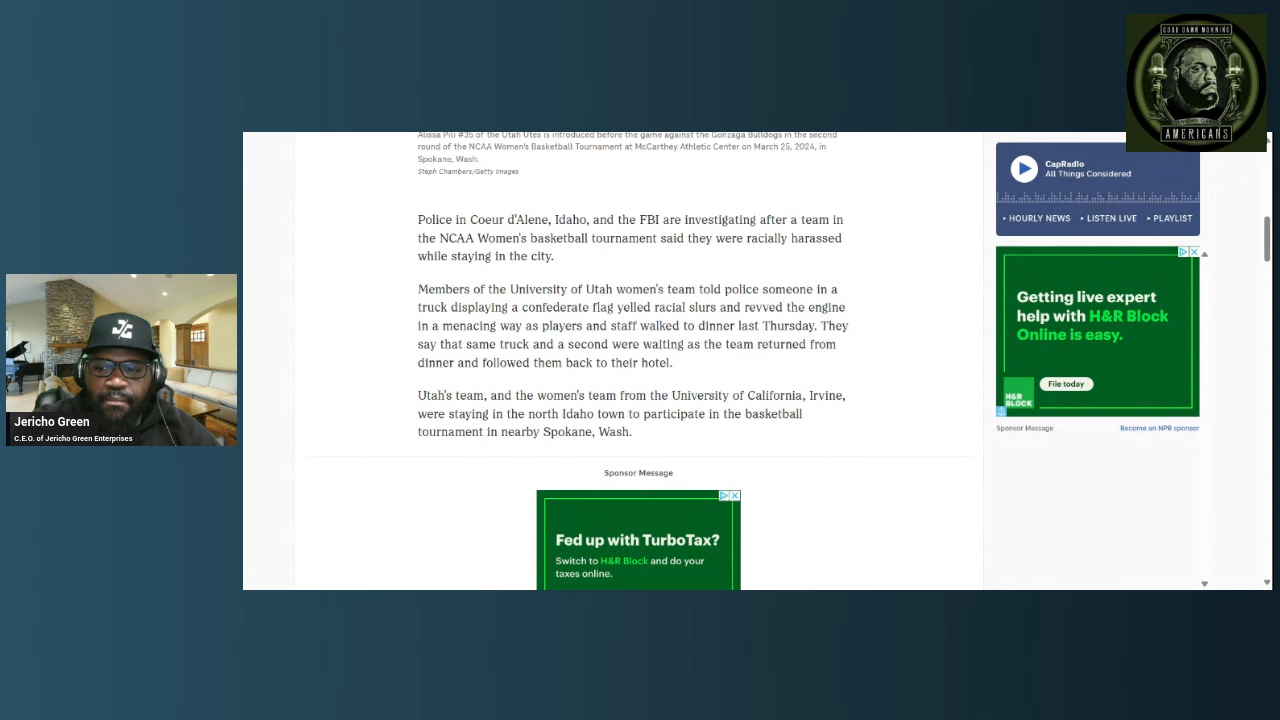 GOOD DAMN MORNING
AMERICANS
Alissa Pili #35 of the Utah Utes is introduced before the game against the Gonzaga Bulldogs in the second
round of the NCAA Women's Basketball Tournament at McCarthey Athletic Center on March 25, 2024, in
Spokane, Wash.
Steph Chambers/Getty Images
Police in Coeur d'Alene, Idaho, and the FBI are investigating after a team in
the NCAA Women's basketball tournament said they were racially harassed
while staying in the city.
Members of the University of Utah women's team told police someone in a
truck displaying a confederate flag yelled racial slurs and revved the engine
in a menacing way as players and staff walked to dinner last Thursday. They
say that same truck and a second were waiting as the team returned from
dinner and followed them back to their hotel.
Utah's team, and the women's team from the University of California, Irvine,
were staying in the north Idaho town to participate in the basketball
tournament in nearby Spokane, Wash.
Sponsor Message
Fed up with TurboTax?
Switch to H&R Block and do your
taxes online.
CapRadio
All Things Considered
HOURLY NEWS LISTEN LIVE PLAYLIST
Getting live expert
help with H&R Block
Online is easy.
File today
H&R
BLOCK
Sponsor Message Become an NPR sponsor
JG
Jericho Green
C.E.O. of Jericho Green Enterprises